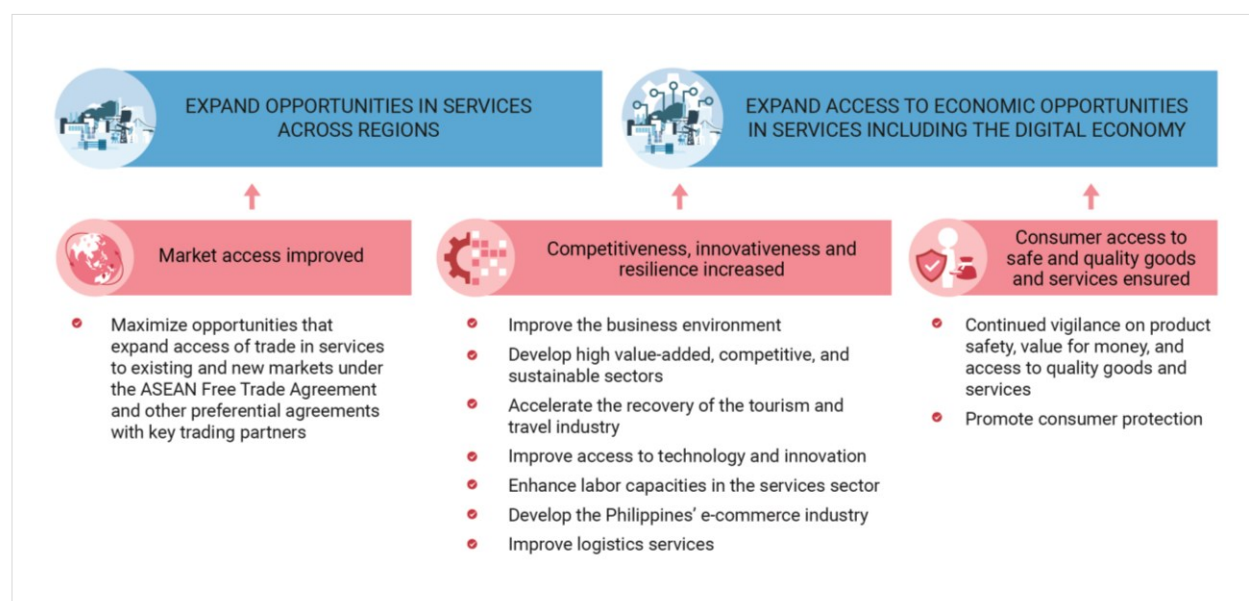 EXPAND OPPORTUNITIES IN SERVICES
ACROSS REGIONS
EXPAND ACCESS TO ECONOMIC OPPORTUNITIES
IN SERVICES INCLUDING THE DIGITAL ECONOMY
Market access improved
Maximize opportunities that
expand access of trade in services
to existing and new markets under
the ASEAN Free Trade Agreement
and other preferential agreements
with key trading partners
Competitiveness, innovativeness and
resilience increased
Improve the business environment
Develop high value-added, competitive, and
sustainable sectors
Accelerate the recovery of the tourism and
travel industry
Improve access to technology and innovation
Enhance labor capacities in the services sector
Develop the Philippines’ e-commerce industry
Improve logistics services
Consumer access to
safe and quality goods
and services ensured
Continued vigilance on product
safety, value for money, and
access to quality goods and
services
Promote consumer protection